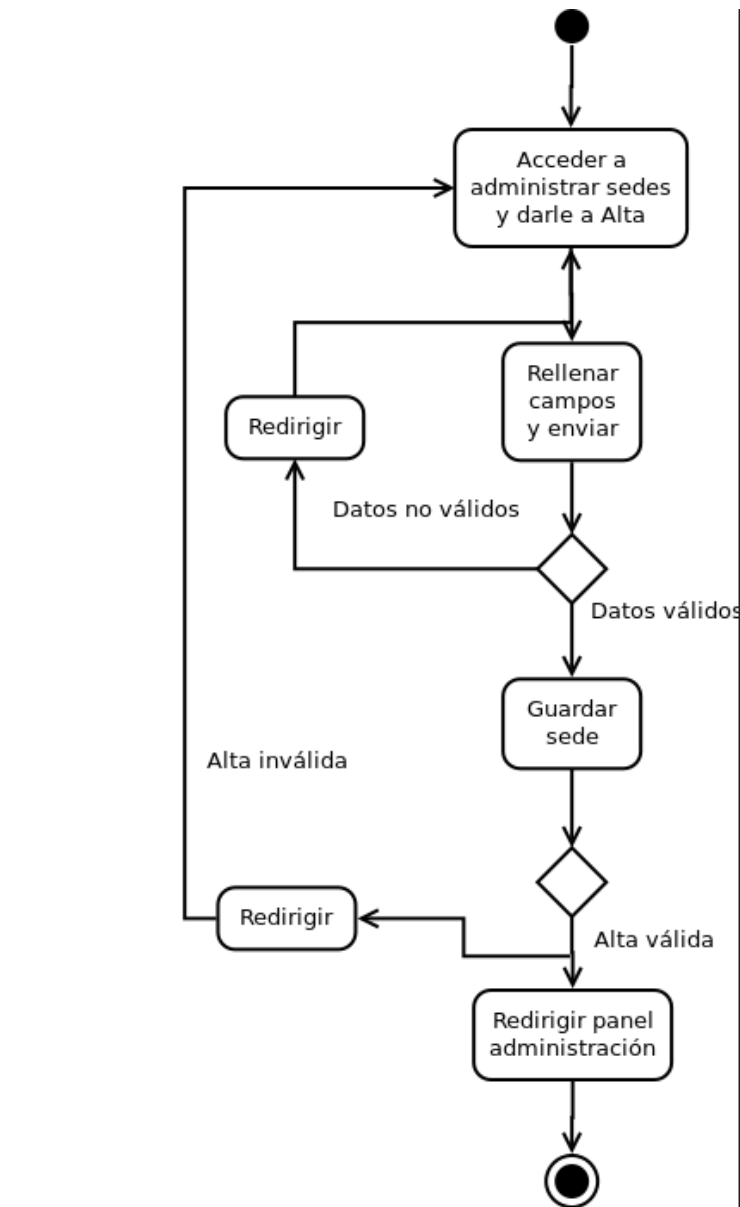 Acceder a
administrar sedes
y darle a Alta
Rellenar
campos
y enviar
Redirigir
Datos no válidos
Datos válidos
Guardar
sede
Alta inválida
Redirigir
Alta válida
Redirigir panel
administración